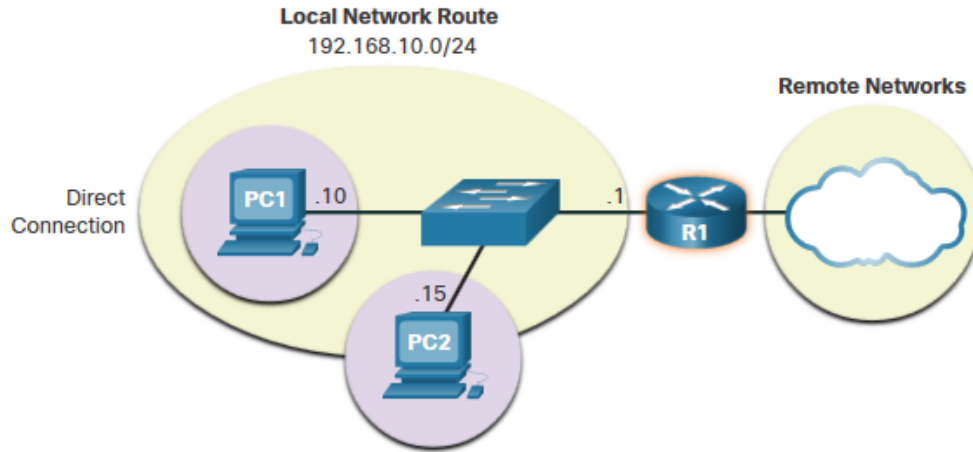 Local Network Route
192.168.10.0/24
Remote Networks
Direct
Connection
PC1
.10
.1
R1
.15
PC2